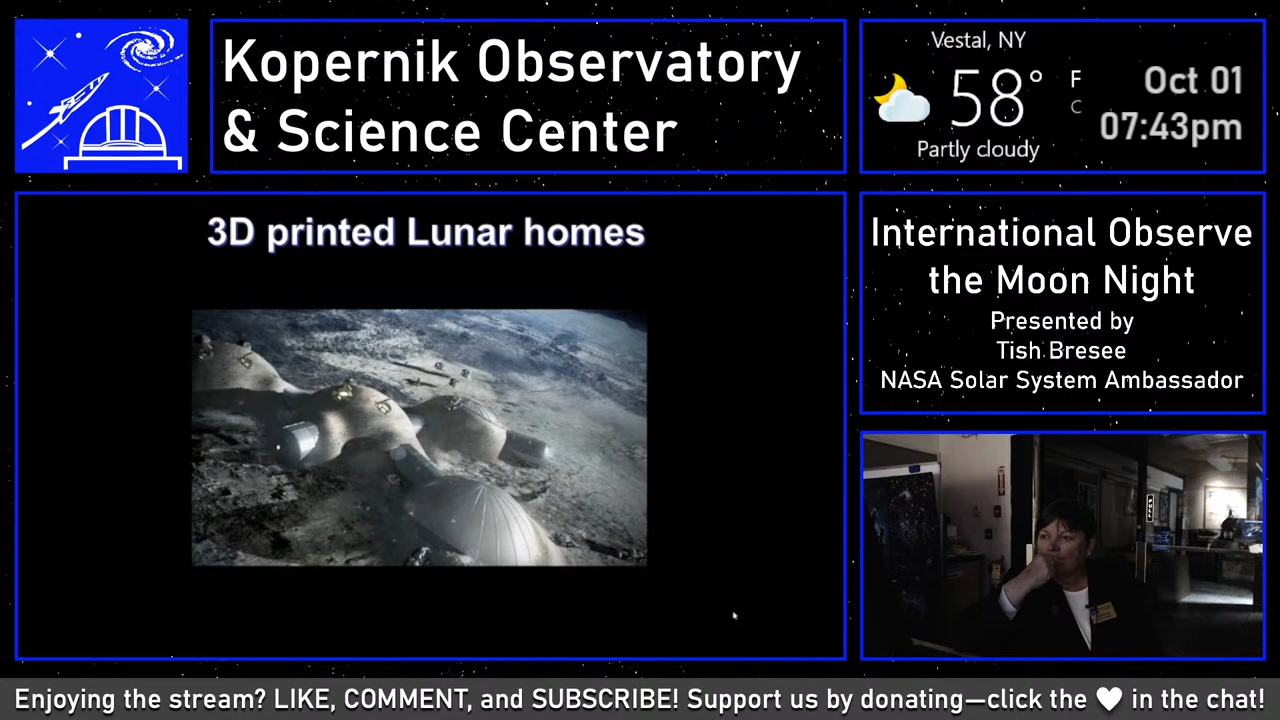 Kopernik Observatory
& Science Center
Vestal, NY
58° F
C
Partly cloudy
Oct 01
07:43pm
3D printed Lunar homes
International Observe
the Moon Night
Presented by
Tish Bresee
NASA Solar System Ambassador
PULL
Enjoying the stream? LIKE, COMMENT, and SUBSCRIBE! Support us by donating—click the ♥ in the chat!